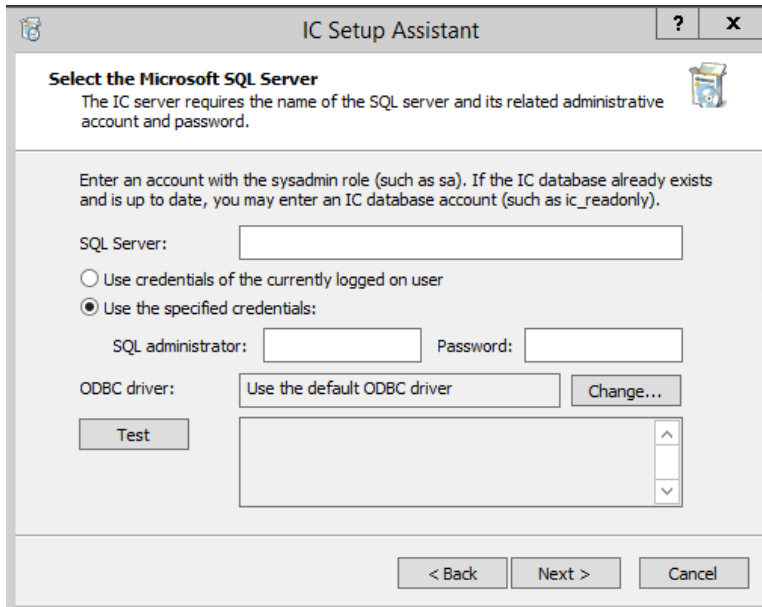 IC Setup Assistant
? x
Select the Microsoft SQL Server
The IC server requires the name of the SQL server and its related administrative
account and password.
Enter an account with the sysadmin role (such as sa). If the IC database already exists
and is up to date, you may enter an IC database account (such as ic_readonly).
SQL Server:
Use credentials of the currently logged on user
Use the specified credentials:
SQL administrator: Password:
ODBC driver: Use the default ODBC driver Change...
Test
< Back Next > Cancel